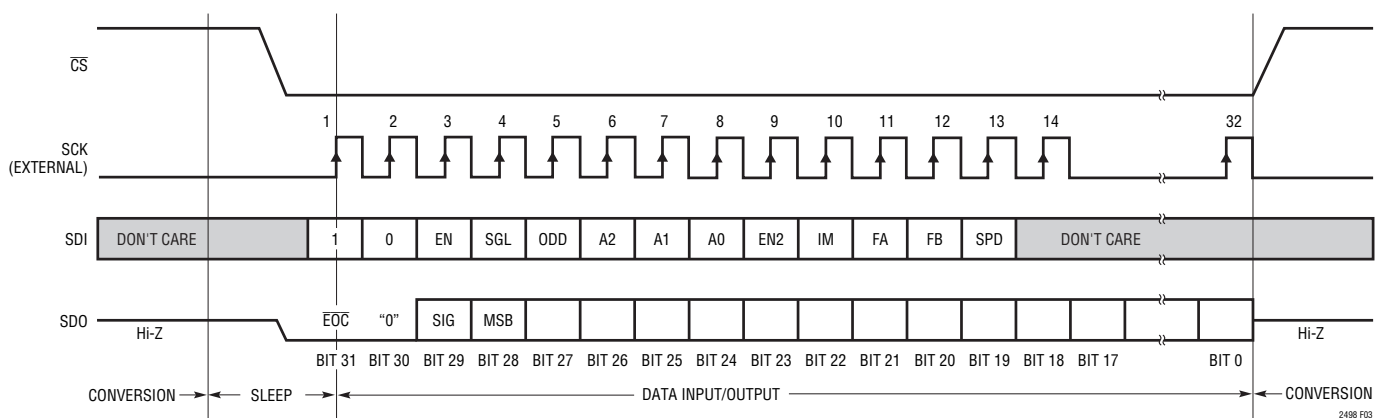 CS
1 2 3 4 5 6 7 8 9 10 11 12 13 14 32
SCK
(EXTERNAL)
SDI DON'T CARE 1 0 EN SGL ODD A2 A1 A0 EN2 IM FA FB SPD DON'T CARE
SDO Hi-Z EOC “0” SIG MSB Hi-Z
BIT 31 BIT 30 BIT 29 BIT 28 BIT 27 BIT 26 BIT 25 BIT 24 BIT 23 BIT 22 BIT 21 BIT 20 BIT 19 BIT 18 BIT 17 BIT 0
CONVERSION SLEEP DATA INPUT/OUTPUT CONVERSION
2498 F03